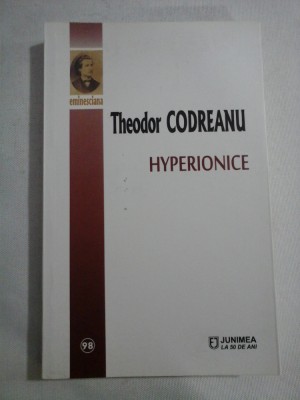 eminesciana
Theodor CODREANU
HYPERIONICE
98
JUNIMEA
LA 50 DE ANI